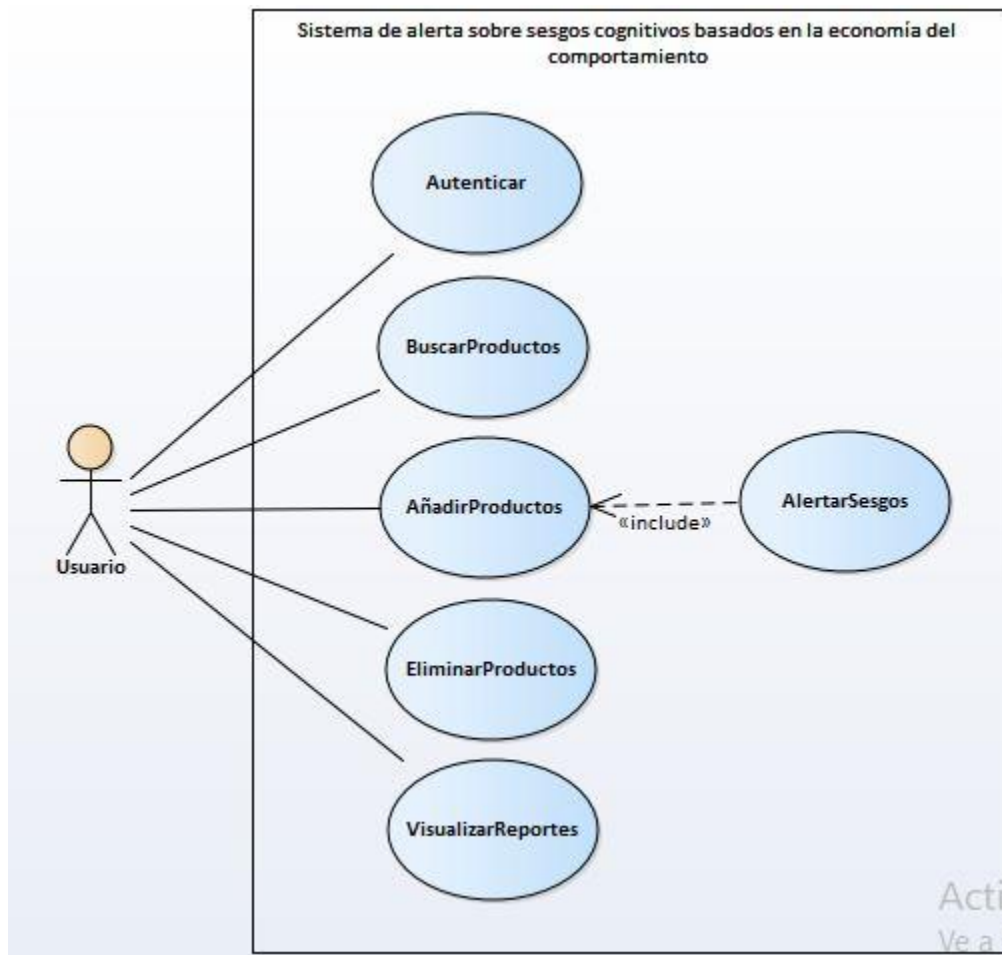 Sistema de alerta sobre sesgos cognitivos basados en la economía del
comportamiento
Autenticar
BuscarProductos
AñadirProductos
«include»
AlertarSesgos
Usuario
EliminarProductos
VisualizarReportes
Acti
Ve a